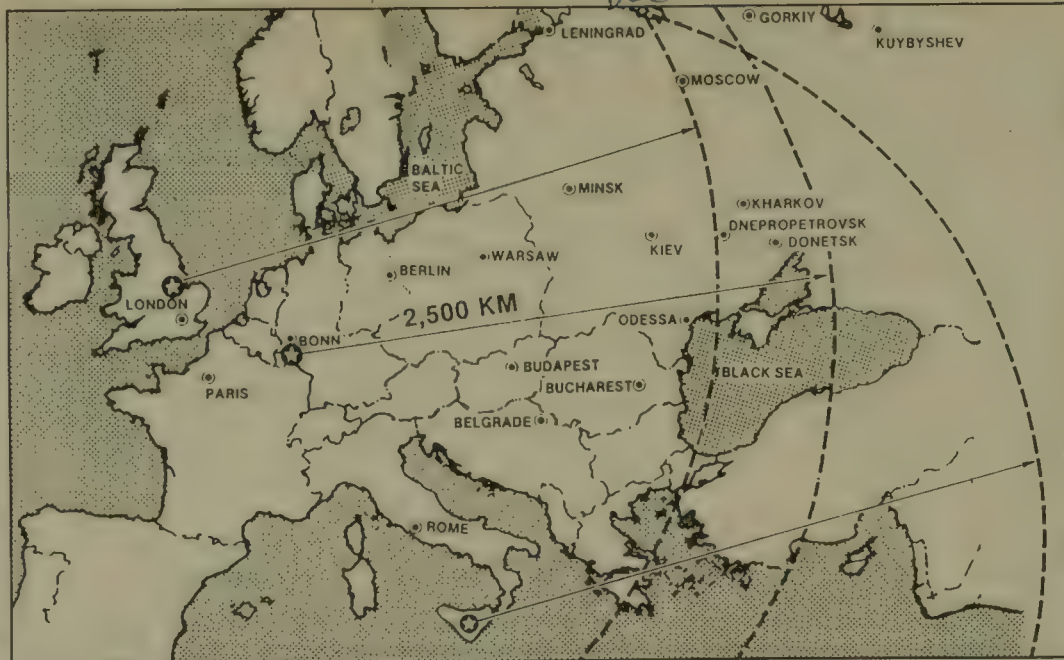 GORKIY
LENINGRAD
KUYBYSHEV
MOSCOW
BALTIC
SEA
MINSK
KHARKOV
DNEPROPETROVSK
KIEV
DONETSK
WARSAW
BERLIN
LONDON
2,500 KM
ODESSA
BONN
BUDAPEST
BLACK SEA
PARIS
BUCHAREST
BELGRADE
ROME